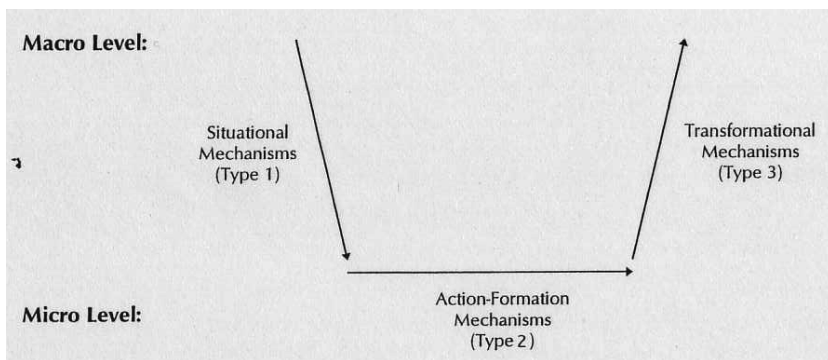 Macro Level:
Situational
Mechanisms
(Type 1)
Transformational
Mechanisms
(Type 3)
Action-Formation
Mechanisms
(Type 2)
Micro Level: